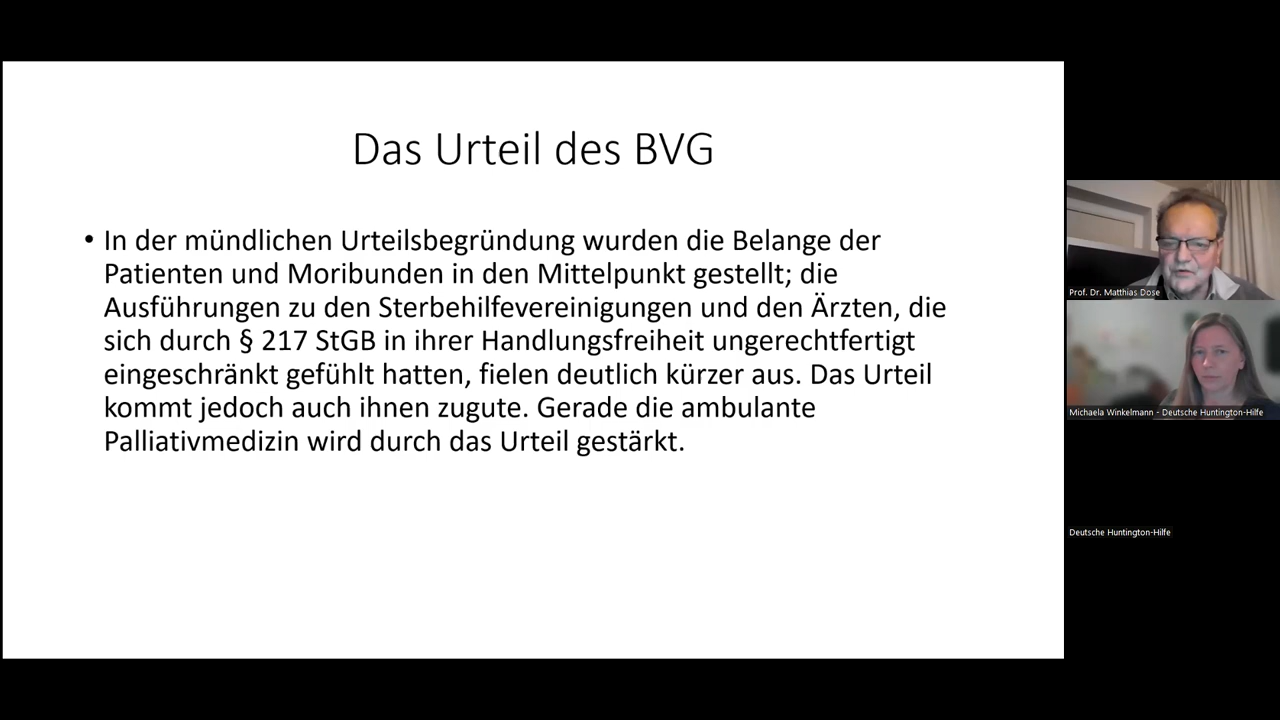 Das Urteil des BVG
• In der mündlichen Urteilsbegründung wurden die Belange der
Patienten und Moribunden in den Mittelpunkt gestellt; die
Ausführungen zu den Sterbehilfevereinigungen und den Ärzten, die
sich durch § 217 StGB in ihrer Handlungsfreiheit ungerechtfertigt
eingeschränkt gefühlt hatten, fielen deutlich kürzer aus. Das Urteil
kommt jedoch auch ihnen zugute. Gerade die ambulante
Palliativmedizin wird durch das Urteil gestärkt.
Prof. Dr. Matthias Dose
Michaela Winkelmann - Deutsche Huntington-Hilfe
Deutsche Huntington-Hilfe